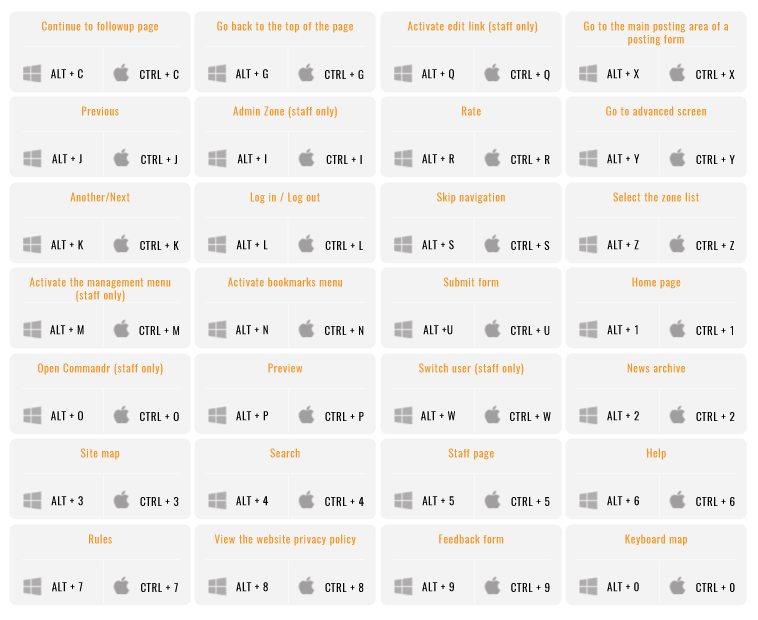 Continue to followup page
ALT + C CTRL + C
Go back to the top of the page
ALT + G CTRL + G
Activate edit link (staff only)
ALT + Q CTRL + Q
Go to the main posting area of a
posting form
ALT + X CTRL + X
Previous
ALT + J CTRL + J
Admin Zone (staff only)
ALT + I CTRL + I
Rate
ALT + R CTRL + R
Go to advanced screen
ALT + Y CTRL + Y
Another/Next
ALT + K CTRL + K
Log in / Log out
ALT + L CTRL + L
Skip navigation
ALT + S CTRL + S
Select the zone list
ALT + Z CTRL + Z
Activate the management menu
(staff only)
ALT + M CTRL + M
Activate bookmarks menu
ALT + N CTRL + N
Submit form
ALT +U CTRL + U
Home page
ALT + 1 CTRL + 1
Open Commandr (staff only)
ALT + O CTRL + O
Preview
ALT + P CTRL + P
Switch user (staff only)
ALT + W CTRL + W
News archive
ALT + 2 CTRL + 2
Site map
ALT + 3 CTRL + 3
Search
ALT + 4 CTRL + 4
Staff page
ALT + 5 CTRL + 5
Help
ALT + 6 CTRL + 6
Rules
ALT + 7 CTRL + 7
View the website privacy policy
ALT + 8 CTRL + 8
Feedback form
ALT + 9 CTRL + 9
Keyboard map
ALT + 0 CTRL + 0